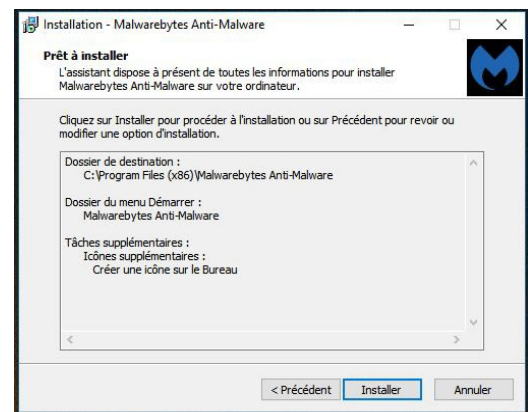 Installation - Malwarebytes Anti-Malware
Prêt à installer
L'assistant dispose à présent de toutes les informations pour installer
Malwarebytes Anti-Malware sur votre ordinateur.
Cliquez sur Installer pour procéder à l'installation ou sur Précédent pour revoir ou
modifier une option d'installation.
Dossier de destination :
C:\Program Files (x86)\Malwarebytes Anti-Malware
Dossier du menu Démarrer :
Malwarebytes Anti-Malware
Tâches supplémentaires :
Icônes supplémentaires :
Créer une icône sur le Bureau
< Précédent Installer Annuler